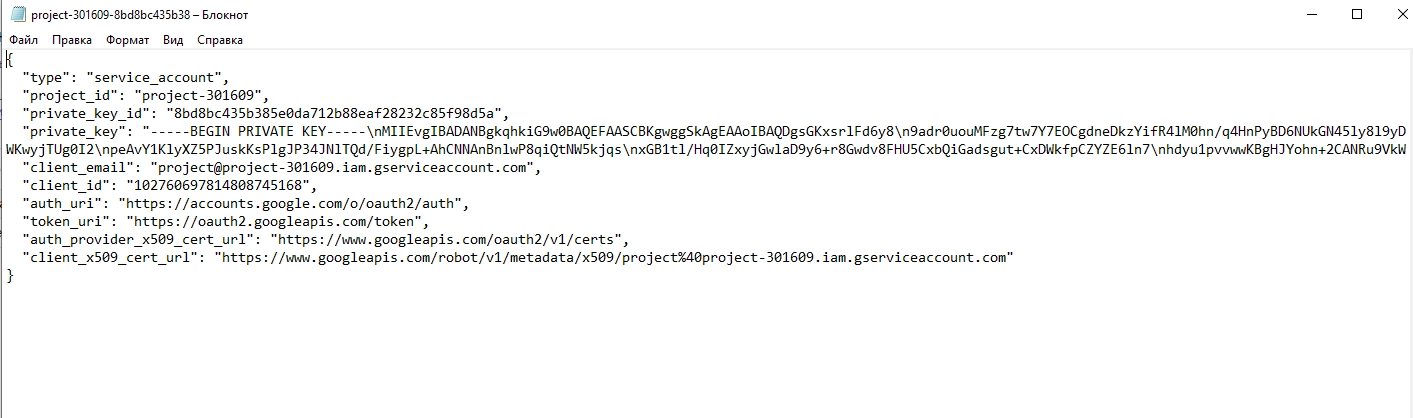 project-301609-8bd8bc435b38 – Блокнот
Файл Правка Формат Вид Справка
{
"type": "service_account",
"project_id": "project-301609",
"private_key_id": "8bd8bc435b385e0da712b88eaf28232c85f98d5a",
"private_key": "-----BEGIN PRIVATE KEY-----\nMIIEvgIBADANBgkqhkiG9w0BAQEFAASCBKgwggSkAgEAAoIBAQDgsGKxsrlFd6y8\n9adr0uouMFzg7tw7Y7EOCgdneDkzYifR4lM0hn/q4HnPyBD6NUkGN45ly8l9yD
WKwyjTUg0I2\npeAvY1KlyXZ5PJuskKsPlgJP34JNlTQd/FiygpL+AhCNNAnBnlwP8qiQtNW5kjqs\nxGB1tl/Hq0IZxyjGwlaD9y6+r8Gwdv8FHU5CxbQiGadsgut+CxDWkfpCZYZE6ln7\nhdyu1pvvwwKBgHJYohn+2CANRu9VkW
"client_email": "project@project-301609.iam.gserviceaccount.com",
"client_id": "102760697814808745168",
"auth_uri": "https://accounts.google.com/o/oauth2/auth",
"token_uri": "https://oauth2.googleapis.com/token",
"auth_provider_x509_cert_url": "https://www.googleapis.com/oauth2/v1/certs",
"client_x509_cert_url": "https://www.googleapis.com/robot/v1/metadata/x509/project%40project-301609.iam.gserviceaccount.com"
}